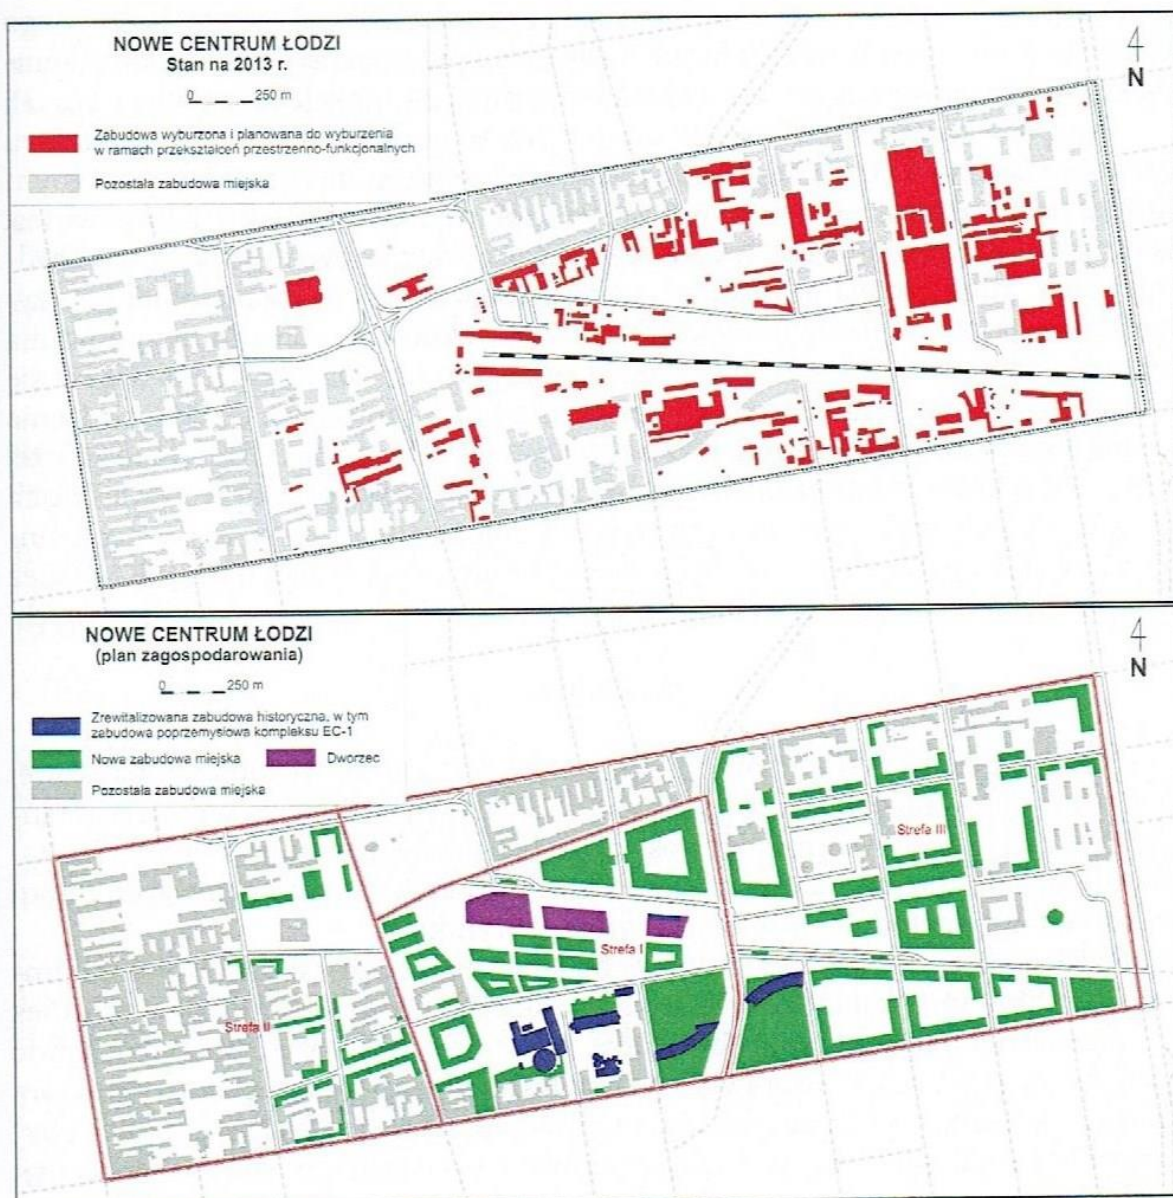 NOWE CENTRUM ŁODZI
Stan na 2013 r.
0 250 m
Zabudowa wyburzona i planowana do wyburzenia
w ramach przekształceń przestrzenno-funkcjonalnych
Pozostała zabudowa miejska
N
NOWE CENTRUM ŁODZI
(plan zagospodarowania)
0 250 m
Zrewitalizowana zabudowa historyczna, w tym
zabudowa poprzemysłowa kompleksu EC-1
Nowa zabudowa miejska
Dworzec
Pozostała zabudowa miejska
N
Strefa III
Strefa I
Strefa II